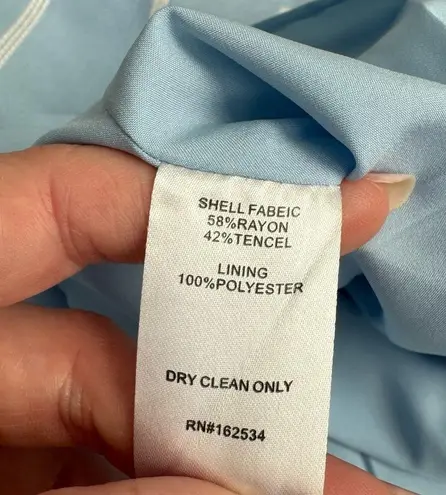 SHELL FABEIC
58%RAYON
42%TENCEL
LINING
100%POLYESTER
DRY CLEAN ONLY
RN#162534